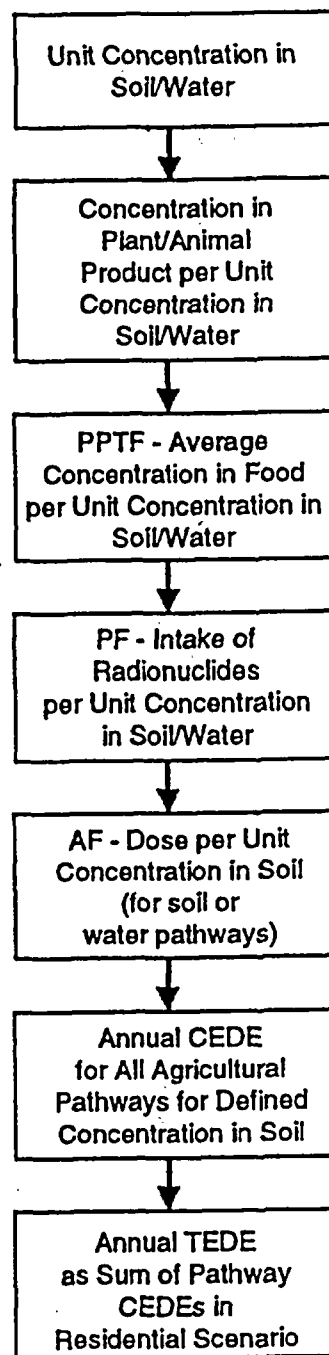 Unit Concentration in
Soil/Water
Concentration in
Plant/Animal
Product per Unit
Concentration in
Soil/Water
PPTF - Average
Concentration in Food
per Unit Concentration in
Soil/Water
PF - Intake of
Radionuclides
per Unit Concentration
in Soil/Water
AF - Dose per Unit
Concentration in Soil
(for soil or
water pathways)
Annual CEDE
for All Agricultural
Pathways for Defined
Concentration in Soil
Annual TEDE
as Sum of Pathway
CEDEs in
Residential Scenario